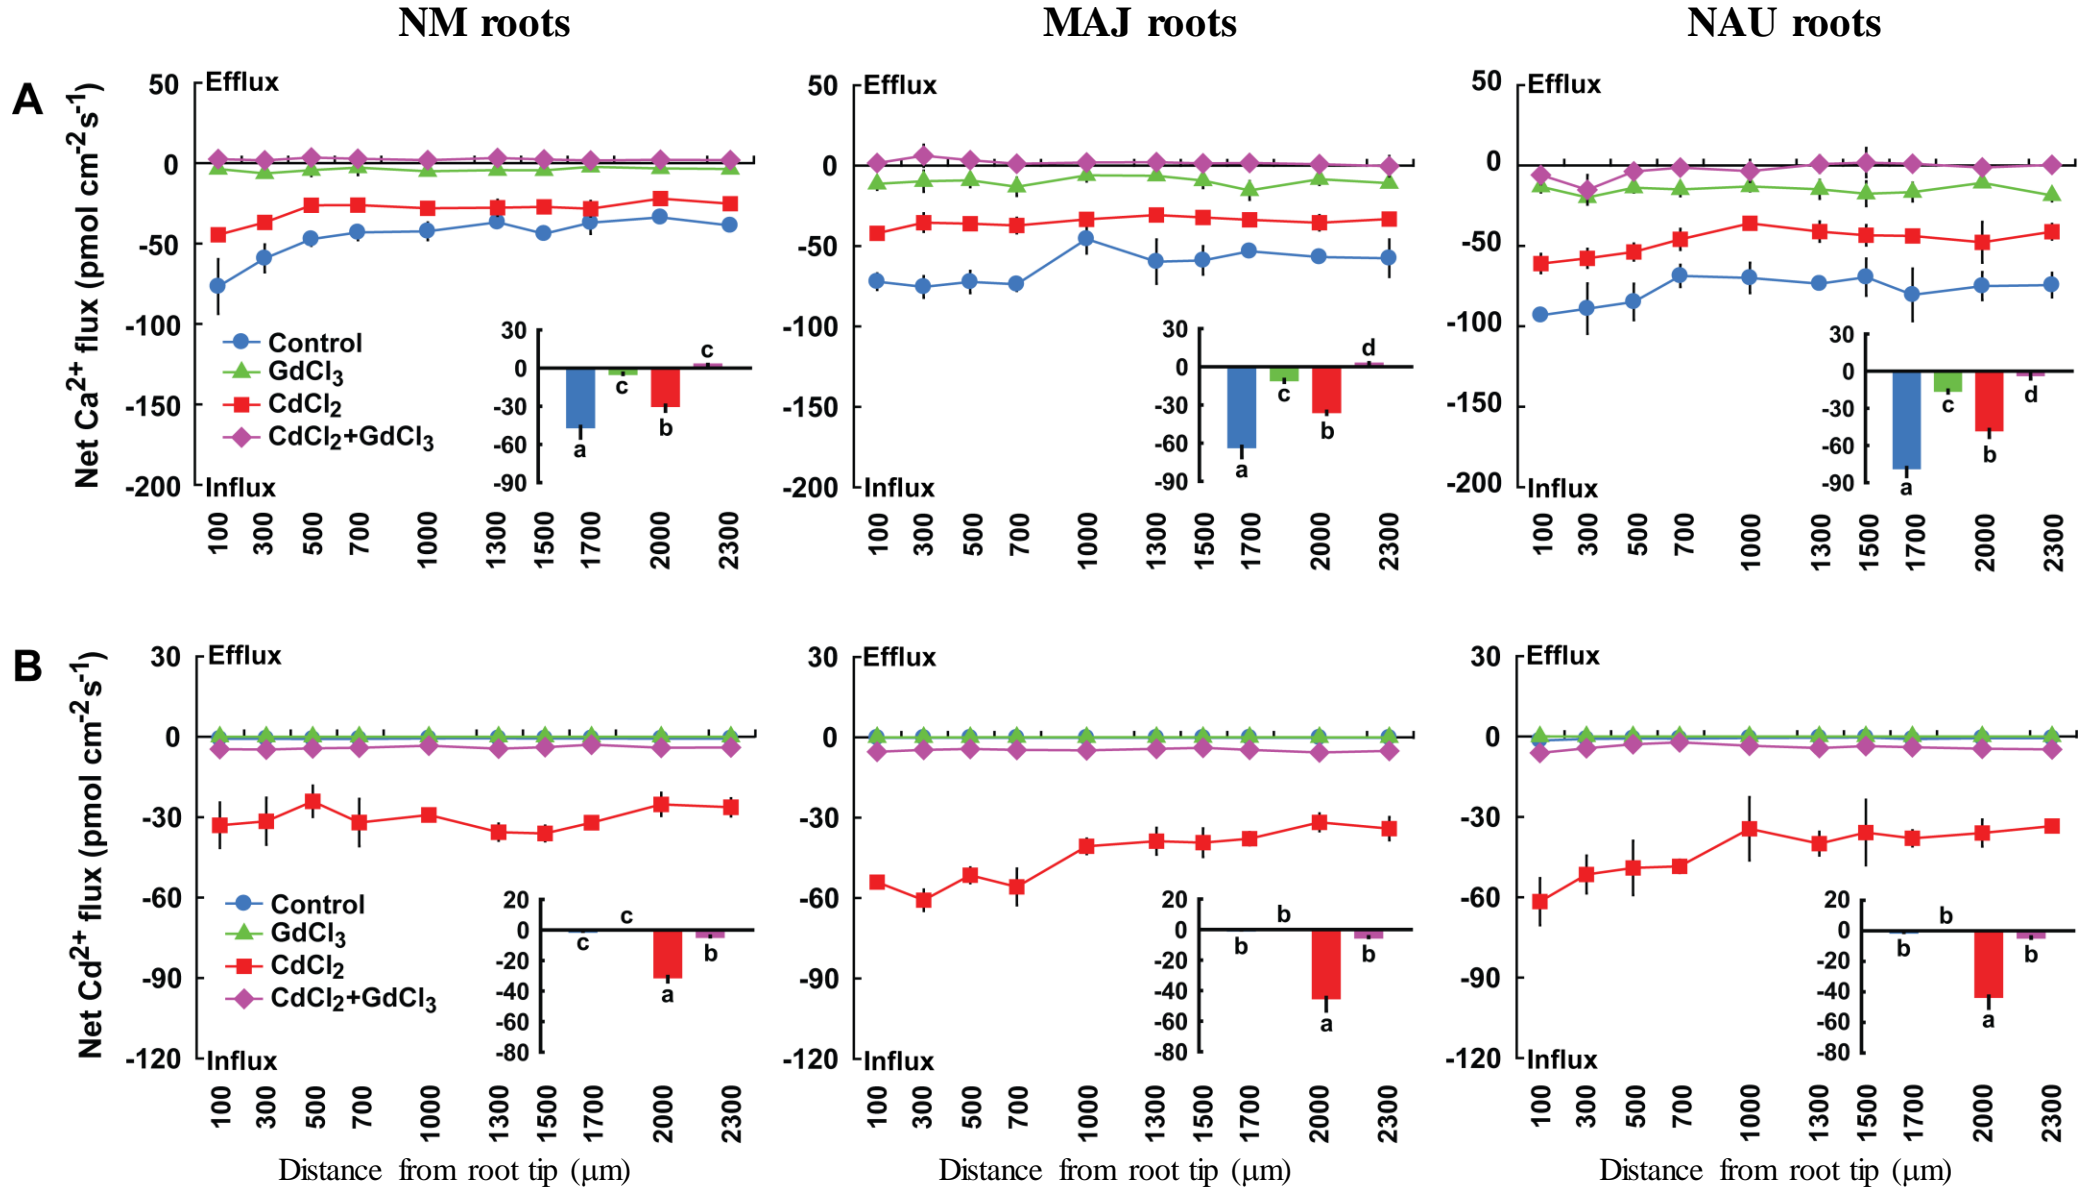 NM roots MAJ roots NAU roots
A
Net Ca2+ flux (pmol cm-2s-1)
50 Efflux
0
-50
-100
-150
-200 Influx
Control
GdCl3
CdCl2
CdCl2+GdCl3
30
0
-30
-60
-90
a c b c
100 300 500 700 1000 1300 1500 1700 2000 2300
50 Efflux
0
-50
-100
-150
-200 Influx
30
0
-30
-60
-90
a c b d
100 300 500 700 1000 1300 1500 1700 2000 2300
50 Efflux
0
-50
-100
-150
-200 Influx
30
0
-30
-60
-90
a c b d
100 300 500 700 1000 1300 1500 1700 2000 2300
B
Net Cd2+ flux (pmol cm-2s-1)
30 Efflux
0
-30
-60
-90
-120 Influx
Control
GdCl3
CdCl2
CdCl2+GdCl3
20
0
-20
-40
-60
-80
c c a b
100 300 500 700 1000 1300 1500 1700 2000 2300
Distance from root tip (μm)
30 Efflux
0
-30
-60
-90
-120 Influx
20
0
-20
-40
-60
-80
b b a b
100 300 500 700 1000 1300 1500 1700 2000 2300
Distance from root tip (μm)
30 Efflux
0
-30
-60
-90
-120 Influx
20
0
-20
-40
-60
-80
b b a b
100 300 500 700 1000 1300 1500 1700 2000 2300
Distance from root tip (μm)